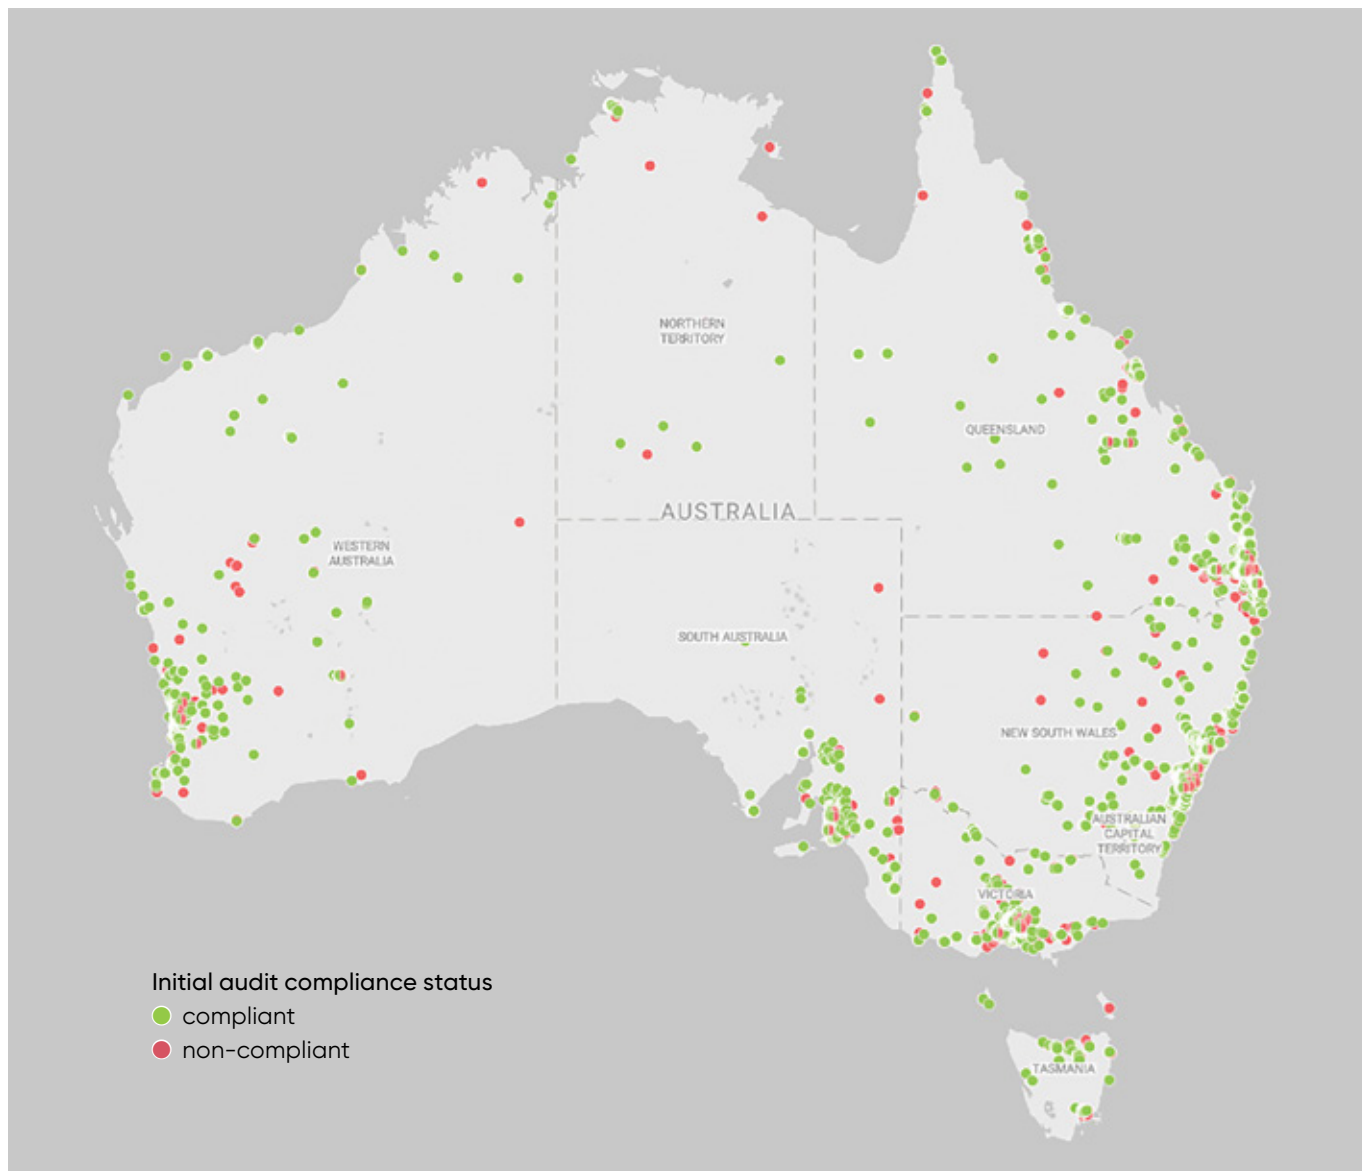 NORTHERN
TERRITORY
QUEENSLAND
AUSTRALIA
WESTERN
AUSTRALIA
SOUTH AUSTRALIA
NEW SOUTH WALES
AUSTRALIAN
CAPITAL
TERRITORY
VICTORIA
TASMANIA
Initial audit compliance status
compliant
non-compliant